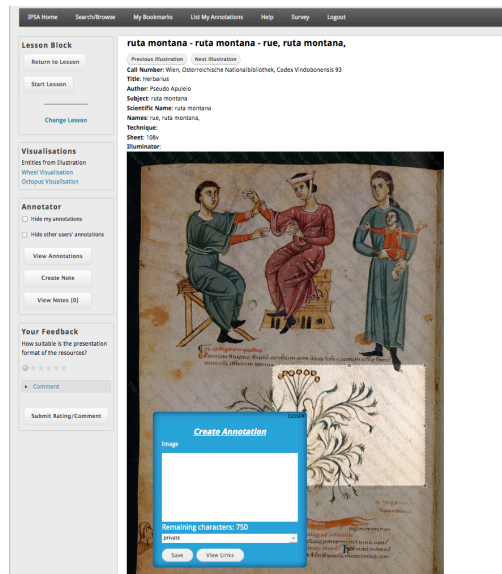 IPSA Home Search/Browse My Bookmarks List My Annotations Help Survey Logout
Lesson Block
Return to Lesson
Start Lesson
Change Lesson
Visualisations
Entities from Illustration
Wheel Visualisation
Octopus Visualisation
Annotator
Hide my annotations
Hide other users' annotations
View Annotations
Create Note
View Notes [0]
Your Feedback
How suitable is the presentation
format of the resources?
Comment
Submit Rating/Comment
ruta montana - ruta montana - rue, ruta montana,
Previous Illustration Next Illustration
Call Number: Wien, Osterreichische Nationalbibliothek, Codex Vindobonensis 93
Title: Herbarius
Author: Pseudo Apuleio
Subject: ruta montana
Scientific Name: ruta montana
Names: rue, ruta montana,
Technique:
Sheet: 108v
Illuminator:
CLOSE
Create Annotation
Image
Remaining characters: 750
private
Save View Links